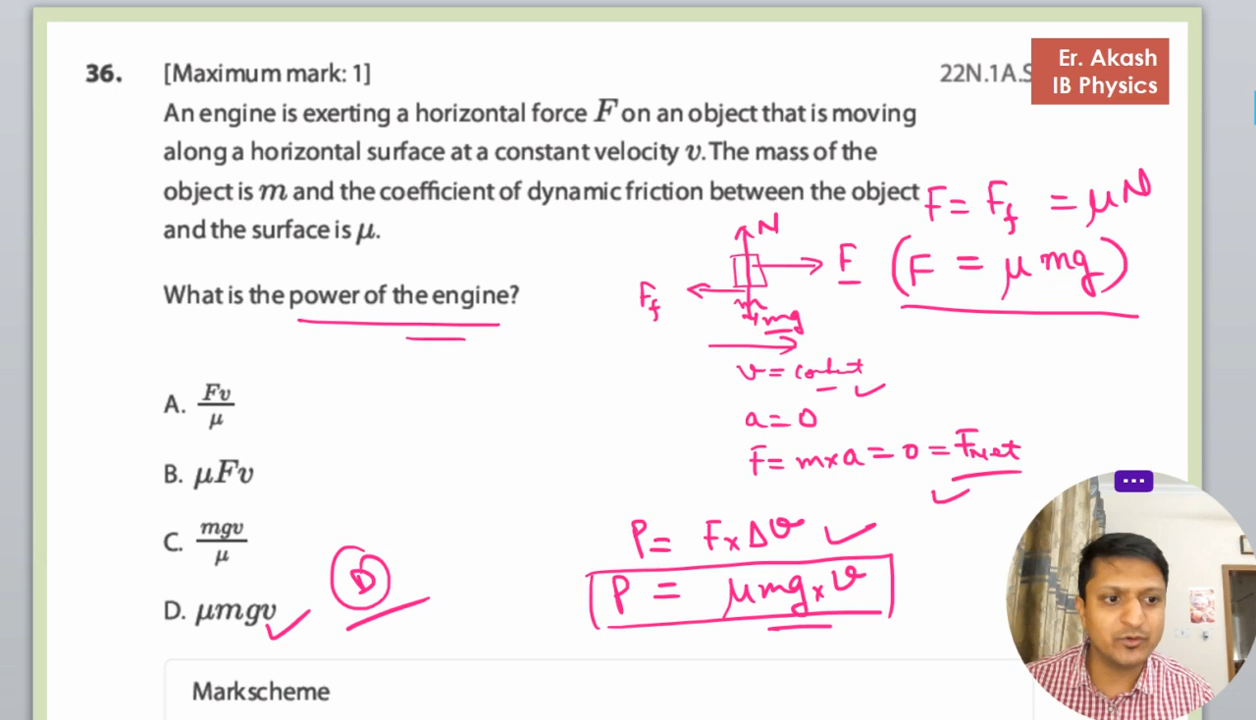 Er. Akash
IB Physics
36. [Maximum mark: 1] 22N.1A.S
An engine is exerting a horizontal force F on an object that is moving
along a horizontal surface at a constant velocity v. The mass of the
object is m and the coefficient of dynamic friction between the object
and the surface is μ.
What is the power of the engine?
F = F_f = μN
(F = μmg)
N
F
F_f
m
mg
v = constant
a = 0
F = m×a = 0 = F_Net
P = F × Δv
P = μmg × v
A. Fv/μ
B. μFv
C. mgv/μ
D. μmgv
D
Markscheme